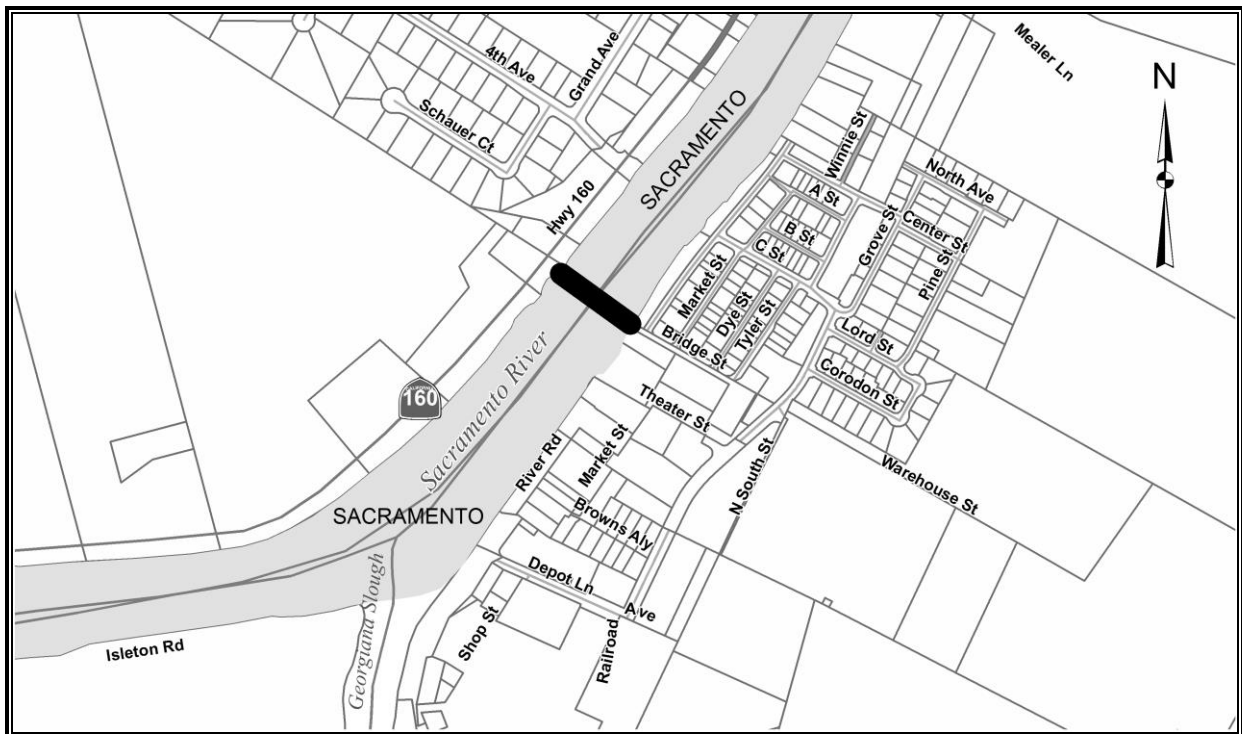 Mealer Ln
N
4th Ave
Grand Ave
Schauer Ct
SACRAMENTO
Winnie St
North Ave
A St
Hwy 160
Center St
B St
Grove St
C St
Pine St
Market St
Dye St
Tyler St
Lord St
Bridge St
Corodon St
160
Sacramento River
Theater St
Market St
River Rd
Warehouse St
N South St
SACRAMENTO
Browns Aly
Depot Ln
Georgiana Slough
Ave
Shop St
Railroad
Isleton Rd